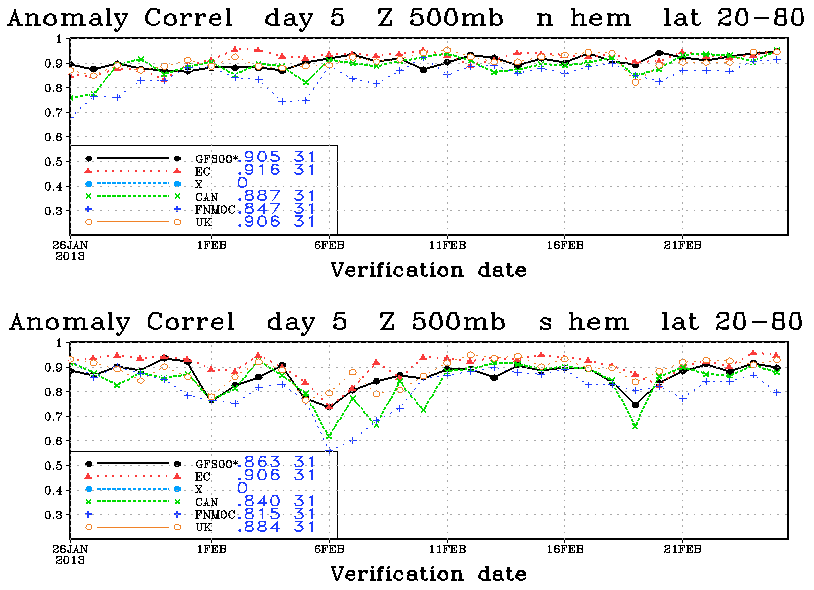 Anomaly Correl day 5 Z 500mb n hem lat 20-80
1
0.9
0.8
0.7
0.6
0.5
0.4
0.3
GFS00* .905 31
EC .916 31
X 0
CAN .887 31
FNMOC .847 31
UK .906 31
26JAN 1FEB 6FEB 11FEB 16FEB 21FEB
2013
Verification date
Anomaly Correl day 5 Z 500mb s hem lat 20-80
1
0.9
0.8
0.7
0.6
0.5
0.4
0.3
GFS00* .863 31
EC .906 31
X 0
CAN .840 31
FNMOC .815 31
UK .884 31
26JAN 1FEB 6FEB 11FEB 16FEB 21FEB
2013
Verification date